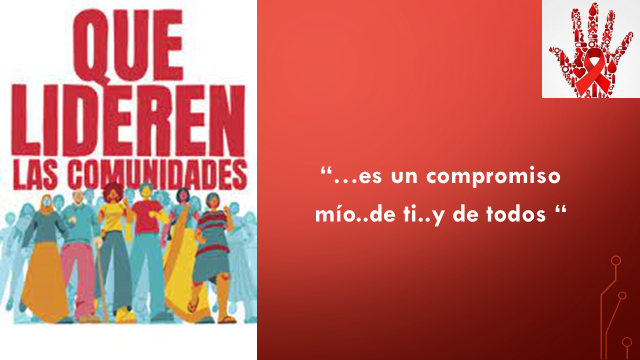 QUE
LIDEREN
LAS COMUNIDADES
“…es un compromiso
mío..de ti..y de todos “